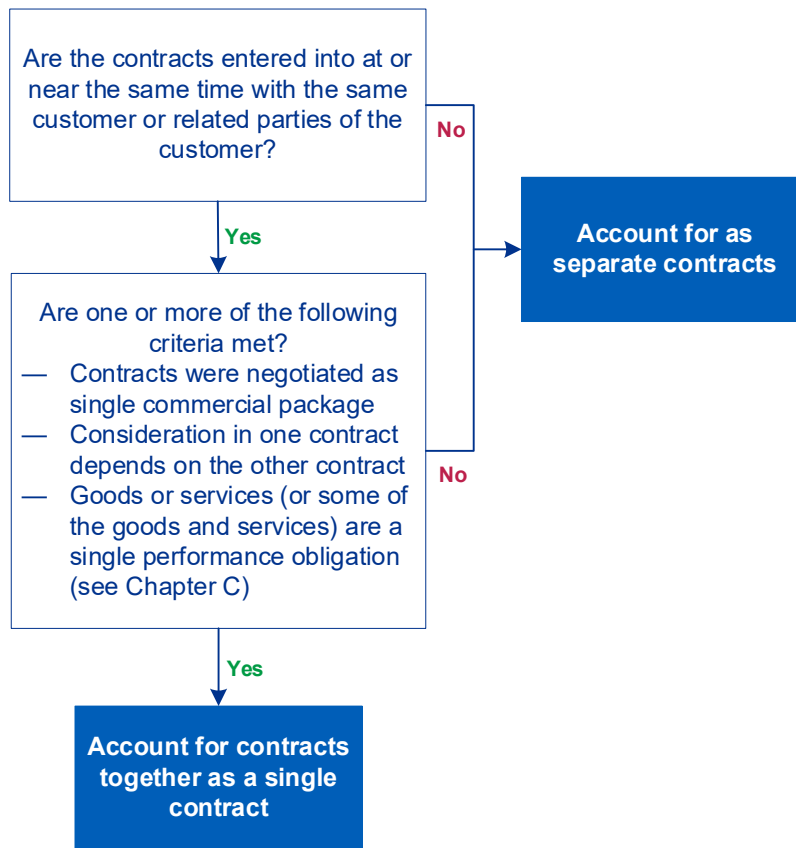 Are the contracts entered into at or
near the same time with the same
customer or related parties of the
customer?
No
Yes
Account for as
separate contracts
Are one or more of the following
criteria met?
— Contracts were negotiated as
single commercial package
— Consideration in one contract
depends on the other contract
— Goods or services (or some of
the goods and services) are a
single performance obligation
(see Chapter C)
No
Yes
Account for contracts
together as a single
contract